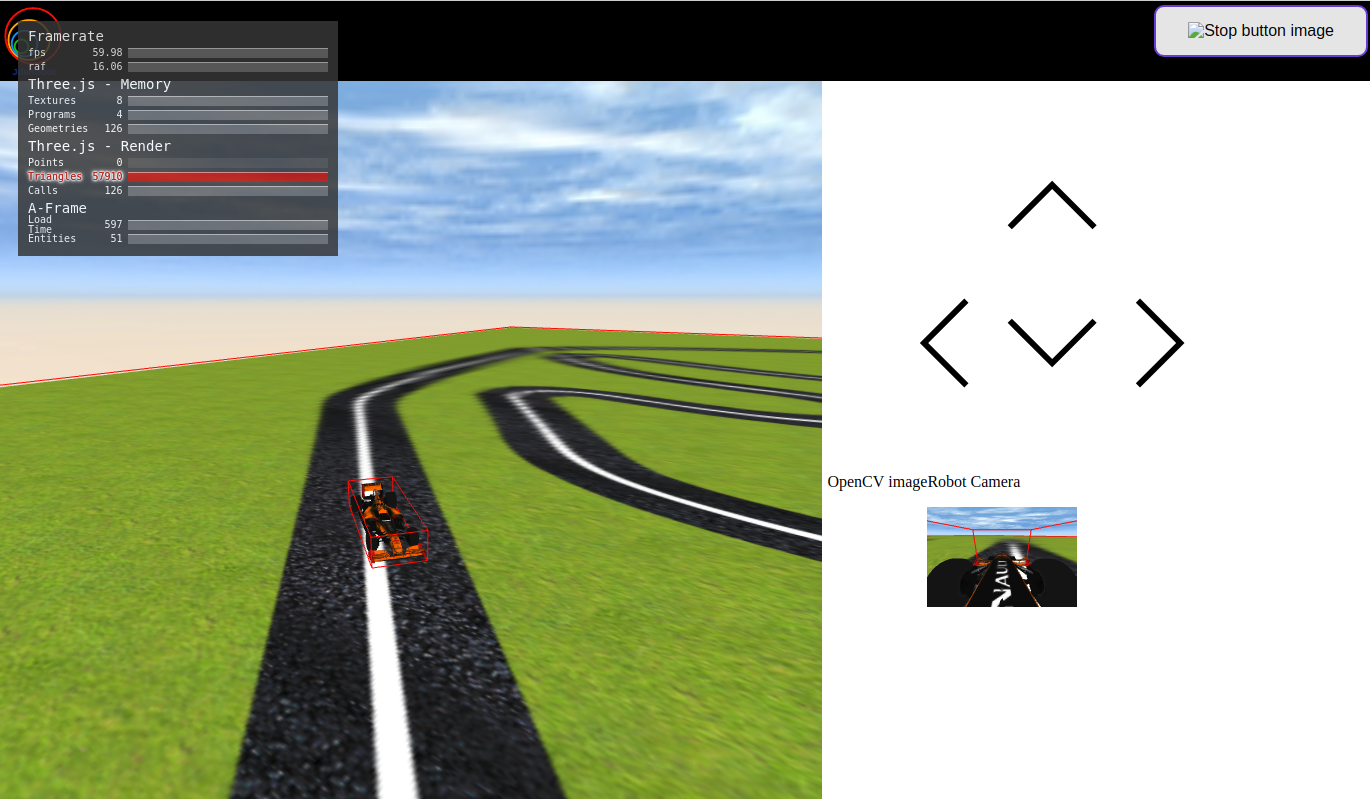 Framerate
fps 59.98
raf 16.06
Three.js - Memory
Textures 8
Programs 4
Geometries 126
Three.js - Render
Points 0
Triangles 57910
Calls 126
A-Frame
Load Time 597
Entities 51
Stop button image
OpenCV imageRobot Camera